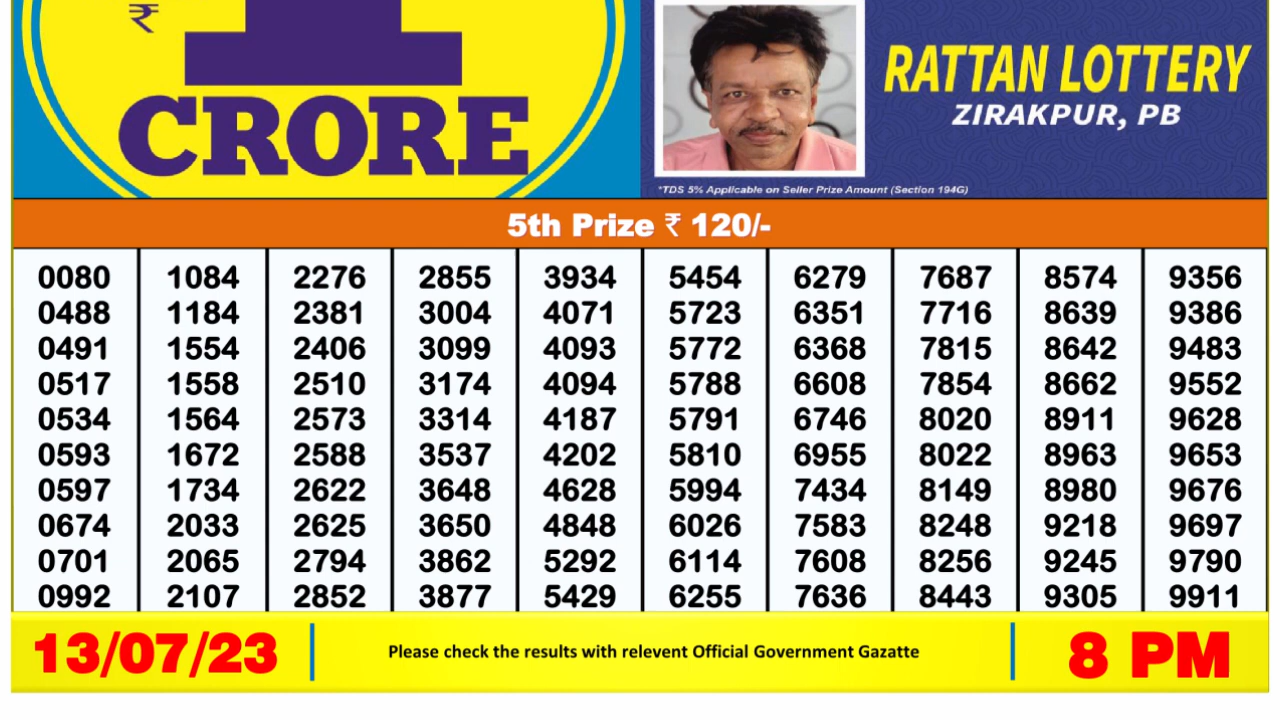 ₹
1
CRORE
RATTAN LOTTERY
ZIRAKPUR, PB
*TDS 5% Applicable on Seller Prize Amount (Section 194G)
5th Prize ₹ 120/-
0080 1084 2276 2855 3934 5454 6279 7687 8574 9356
0488 1184 2381 3004 4071 5723 6351 7716 8639 9386
0491 1554 2406 3099 4093 5772 6368 7815 8642 9483
0517 1558 2510 3174 4094 5788 6608 7854 8662 9552
0534 1564 2573 3314 4187 5791 6746 8020 8911 9628
0593 1672 2588 3537 4202 5810 6955 8022 8963 9653
0597 1734 2622 3648 4628 5994 7434 8149 8980 9676
0674 2033 2625 3650 4848 6026 7583 8248 9218 9697
0701 2065 2794 3862 5292 6114 7608 8256 9245 9790
0992 2107 2852 3877 5429 6255 7636 8443 9305 9911
13/07/23
Please check the results with relevent Official Government Gazatte
8 PM